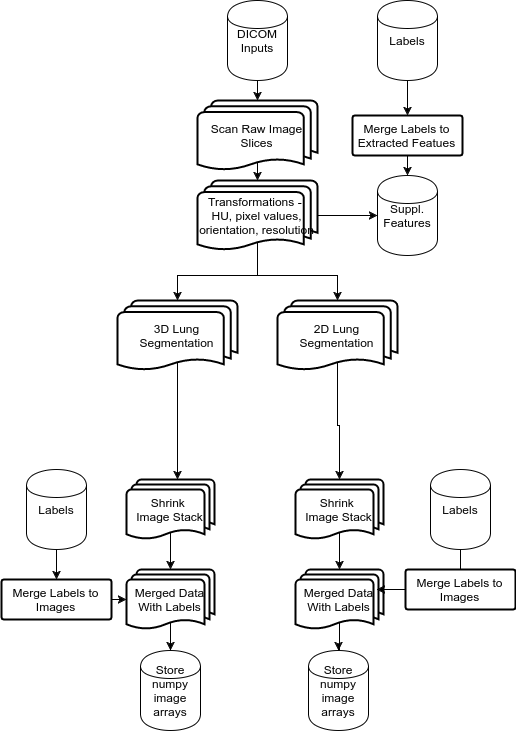 DICOM
Inputs
Labels
Scan Raw Image
Slices
Merge Labels to
Extracted Featues
Transformations -
HU, pixel values,
orientation, resolution
Suppl.
Features
3D Lung
Segmentation
2D Lung
Segmentation
Labels
Shrink
Image Stack
Shrink
Image Stack
Labels
Merge Labels to
Images
Merged Data
With Labels
Merged Data
With Labels
Merge Labels to
Images
Store
numpy
image
arrays
Store
numpy
image
arrays